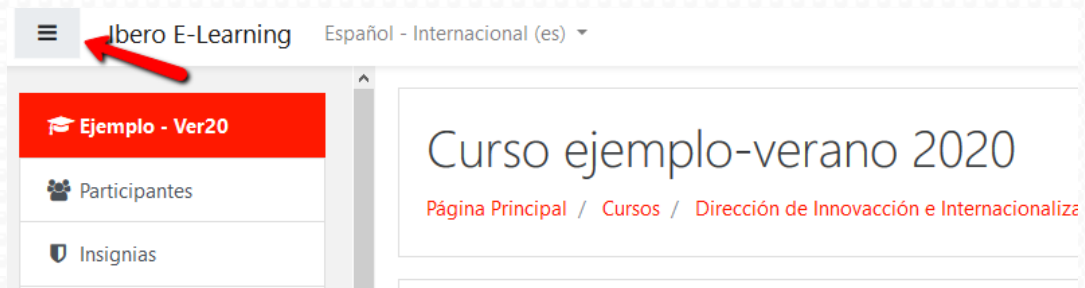 Ibero E-Learning Español - Internacional (es)
Ejemplo - Ver20
Participantes
Insignias
Curso ejemplo-verano 2020
Página Principal / Cursos / Dirección de Innovacción e Internacionaliza